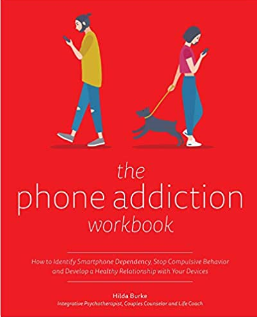 the
phone addiction
workbook
How to Identify Smartphone Dependency, Stop Compulsive Behavior
and Develop a Healthy Relationship with Your Devices
Hilda Burke
Integrative Psychotherapist, Couples Counselor and Life Coach